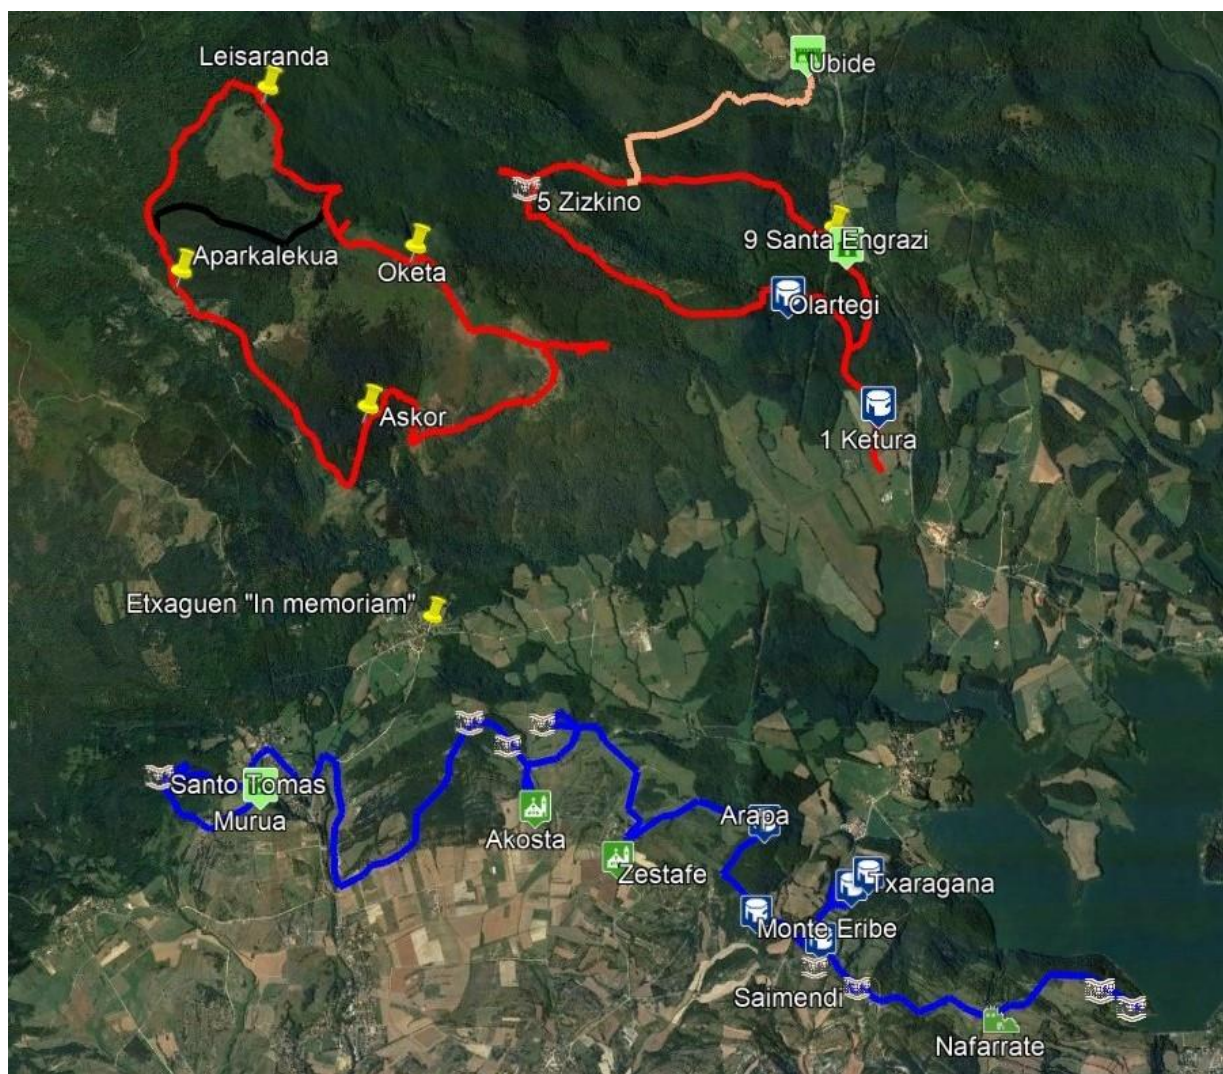 Leisaranda
Ubide
5 Zizkino
9 Santa Engrazi
Aparkalekua
Oketa
Olartegi
Askor
1 Ketura
Etxaguen "In memoriam"
Santo Tomas
Murua
Akosta
Arapa
Zestafe
Txaragana
Monte Eribe
Saimendi
Nafarrate